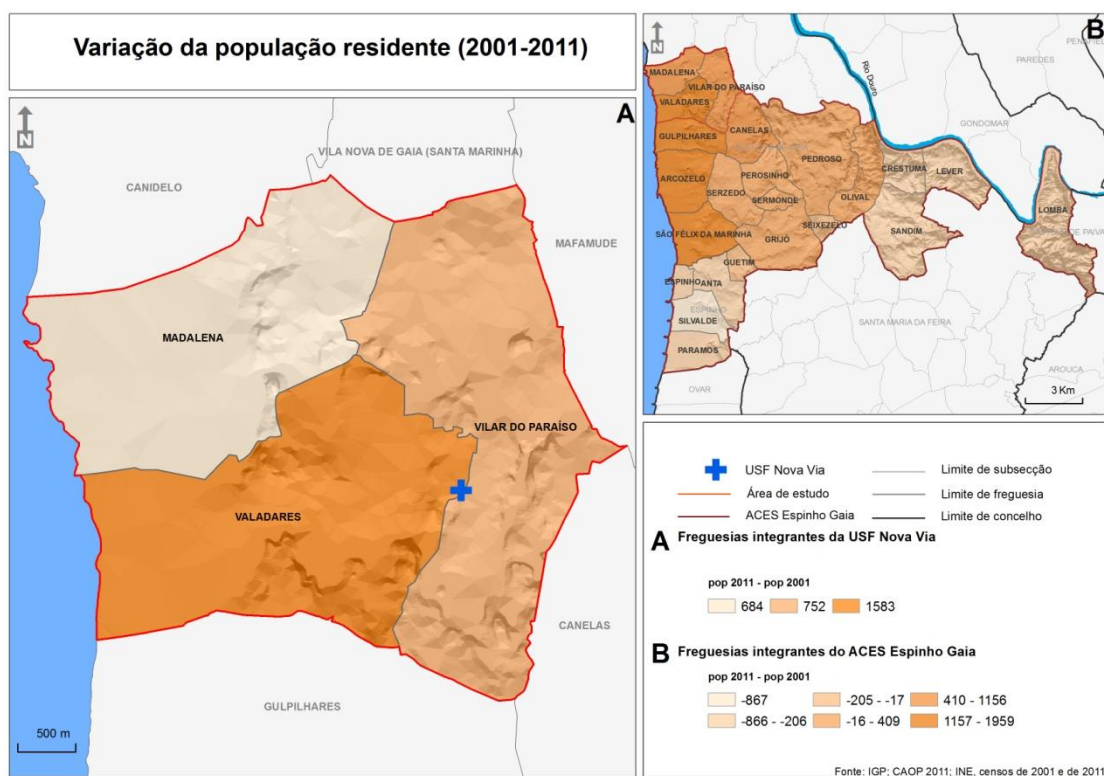 Variação da população residente (2001-2011)
A
N
VILA NOVA DE GAIA (SANTA MARINHA)
CANIDELO
MAFAMUDE
MADALENA
VILAR DO PARAÍSO
VALADARES
CANELAS
GULPILHARES
500 m
B
N
PENAFIEL
PAREDES
Rio Douro
MADALENA
VILAR DO PARAÍSO
VALADARES
GONDOMAR
GULPILHARES
CANELAS
PEDROSO
CRESTUMA
LEVER
ARCOZELO
PEROSINHO
SERZEDO
SERMONDE
OLIVAL
LOMBA
SEIXEZELO
SÃO FÉLIX DA MARINHA
GRIJÓ
SANDIM
DE PAIVA
GUETIM
ESPINHO
ANTA
ESPINHO
SILVALDE
SANTA MARIA DA FEIRA
PARAMOS
AROUCA
OVAR
3 Km
USF Nova Via
Limite de subsecção
Área de estudo
Limite de freguesia
ACES Espinho Gaia
Limite de concelho
A Freguesias integrantes da USF Nova Via
pop 2011 - pop 2001
684 752 1583
B Freguesias integrantes do ACES Espinho Gaia
pop 2011 - pop 2001
-867 -205 - -17 410 - 1156
-866 - -206 -16 - 409 1157 - 1959
Fonte: IGP; CAOP 2011; INE, censos de 2001 e de 2011